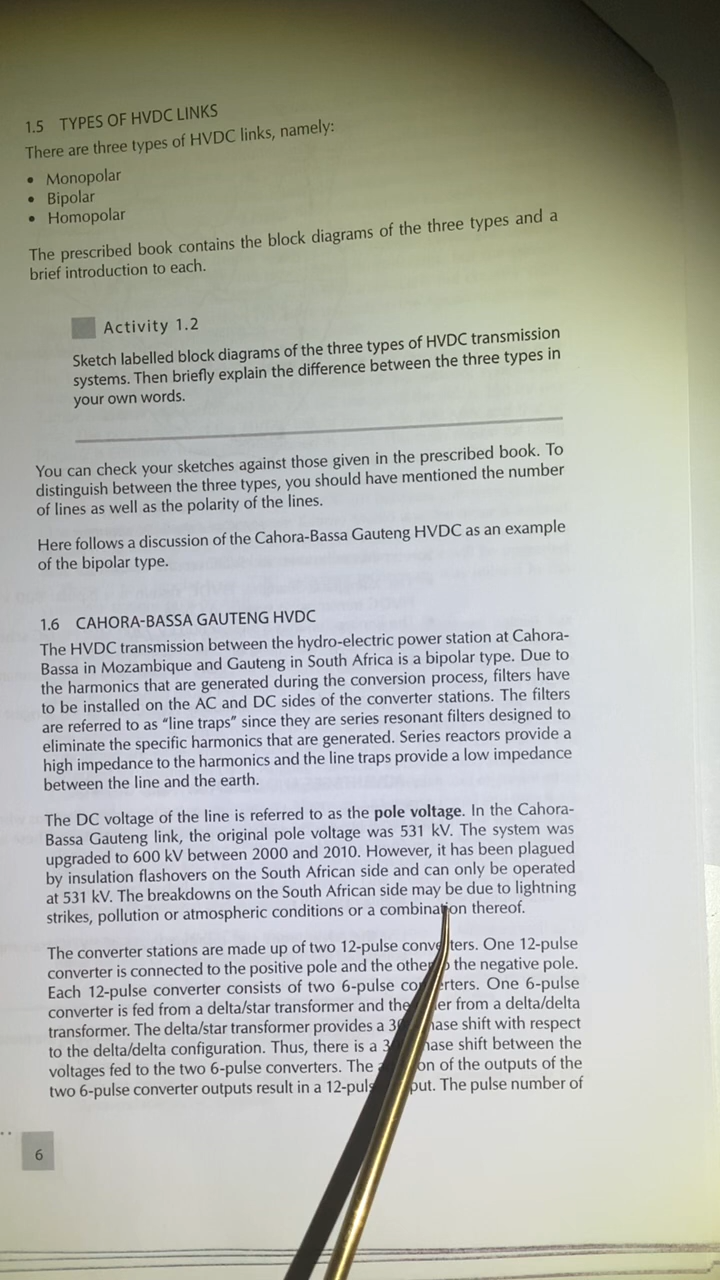 1.5 TYPES OF HVDC LINKS
There are three types of HVDC links, namely:
• Monopolar
• Bipolar
• Homopolar
The prescribed book contains the block diagrams of the three types and a
brief introduction to each.
Activity 1.2
Sketch labelled block diagrams of the three types of HVDC transmission
systems. Then briefly explain the difference between the three types in
your own words.
You can check your sketches against those given in the prescribed book. To
distinguish between the three types, you should have mentioned the number
of lines as well as the polarity of the lines.
Here follows a discussion of the Cahora-Bassa Gauteng HVDC as an example
of the bipolar type.
1.6 CAHORA-BASSA GAUTENG HVDC
The HVDC transmission between the hydro-electric power station at Cahora-
Bassa in Mozambique and Gauteng in South Africa is a bipolar type. Due to
the harmonics that are generated during the conversion process, filters have
to be installed on the AC and DC sides of the converter stations. The filters
are referred to as “line traps” since they are series resonant filters designed to
eliminate the specific harmonics that are generated. Series reactors provide a
high impedance to the harmonics and the line traps provide a low impedance
between the line and the earth.
The DC voltage of the line is referred to as the pole voltage. In the Cahora-
Bassa Gauteng link, the original pole voltage was 531 kV. The system was
upgraded to 600 kV between 2000 and 2010. However, it has been plagued
by insulation flashovers on the South African side and can only be operated
at 531 kV. The breakdowns on the South African side may be due to lightning
strikes, pollution or atmospheric conditions or a combination thereof.
The converter stations are made up of two 12-pulse converters. One 12-pulse
converter is connected to the positive pole and the other the negative pole.
Each 12-pulse converter consists of two 6-pulse converters. One 6-pulse
converter is fed from a delta/star transformer and the from a delta/delta
transformer. The delta/star transformer provides a shift with respect
to the delta/delta configuration. Thus, there is a shift between the
voltages fed to the two 6-pulse converters. The of the outputs of the
two 6-pulse converter outputs result in a The pulse number of
6